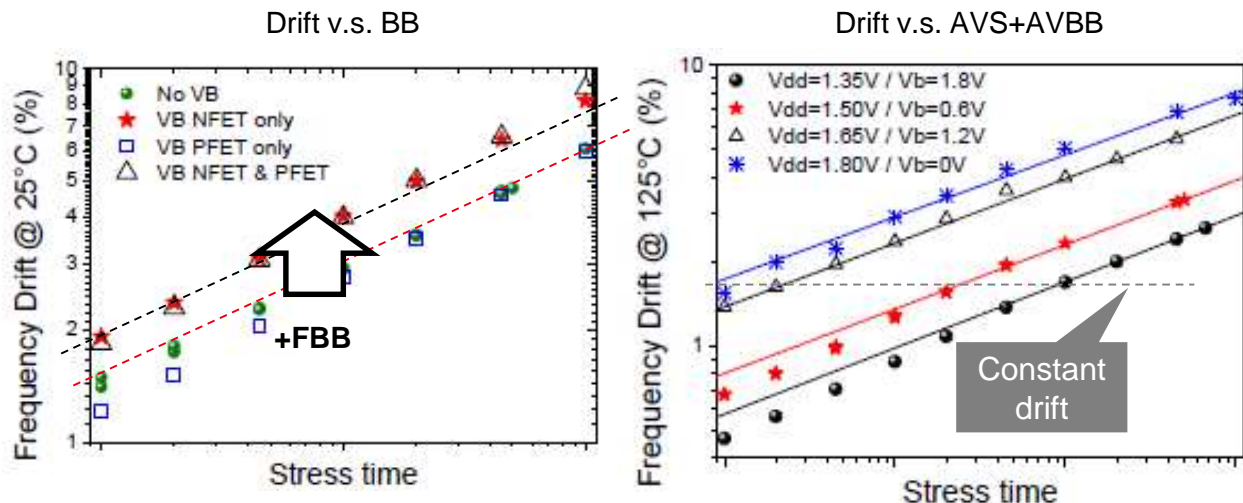 Drift v.s. BB
Frequency Drift @ 25°C (%)
10
9
8
7
6
5
4
3
2
1
No VB
VB NFET only
VB PFET only
VB NFET & PFET
+FBB
Stress time
Drift v.s. AVS+AVBB
Frequency Drift @ 125°C (%)
10
1
Vdd=1.35V / Vb=1.8V
Vdd=1.50V / Vb=0.6V
Vdd=1.65V / Vb=1.2V
Vdd=1.80V / Vb=0V
Constant
drift
Stress time